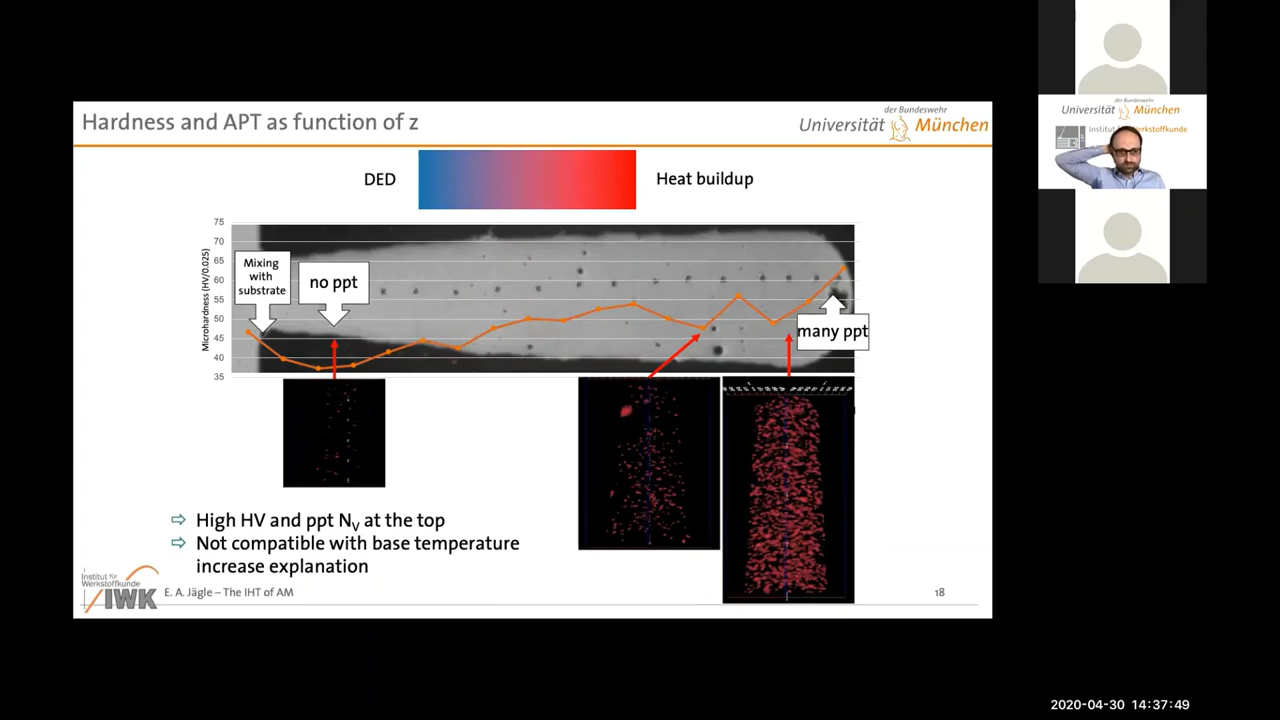 Hardness and APT as function of z
der Bundeswehr
Universität München
DED
Heat buildup
75
70
65
60
55
50
45
40
35
Microhardness (HV/0.025)
Mixing
with
substrate
no ppt
many ppt
⇨ High HV and ppt NV at the top
⇨ Not compatible with base temperature
increase explanation
Institut für
Werkstoffkunde
IWK
E. A. Jägle – The IHT of AM
18
der Bundeswehr
Universität München
Institut für Werkstoffkunde
2020-04-30 14:37:49